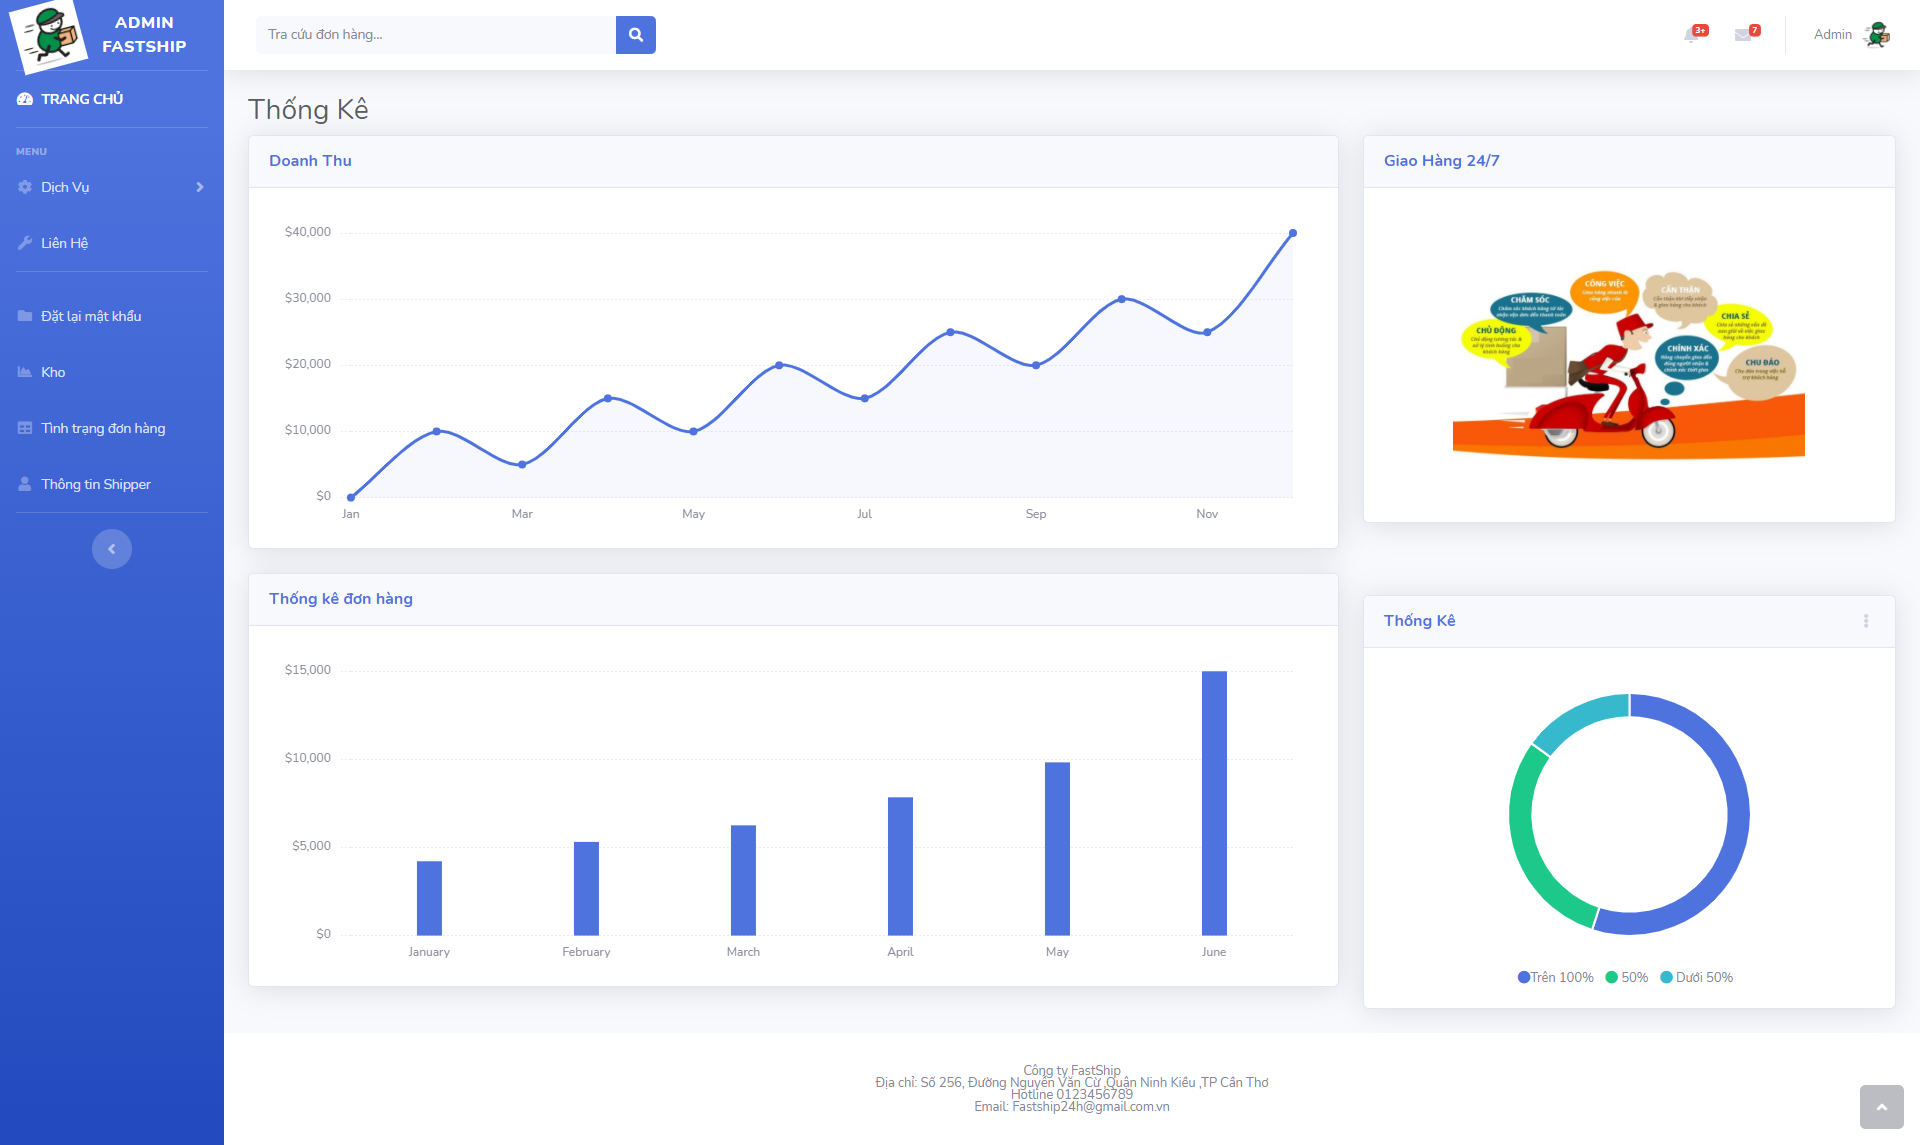 ADMIN
FASTSHIP
TRANG CHỦ
MENU
Dịch Vụ
Liên Hệ
Đặt lại mật khẩu
Kho
Tình trạng đơn hàng
Thông tin Shipper
Tra cứu đơn hàng...
3+
7
Admin
Thống Kê
Doanh Thu
$40,000
$30,000
$20,000
$10,000
$0
Jan Mar May Jul Sep Nov
Giao Hàng 24/7
CÔNG VIỆC
CẨN THẬN
CHĂM SÓC
CHIA SẺ
CHỦ ĐỘNG
CHÍNH XÁC
CHU ĐÁO
Thống kê đơn hàng
$15,000
$10,000
$5,000
$0
January February March April May June
Thống Kê
Trên 100% 50% Dưới 50%
Công ty FastShip
Địa chỉ: Số 256, Đường Nguyễn Văn Cừ ,Quận Ninh Kiều ,TP Cần Thơ
Hotline 0123456789
Email: Fastship24h@gmail.com.vn